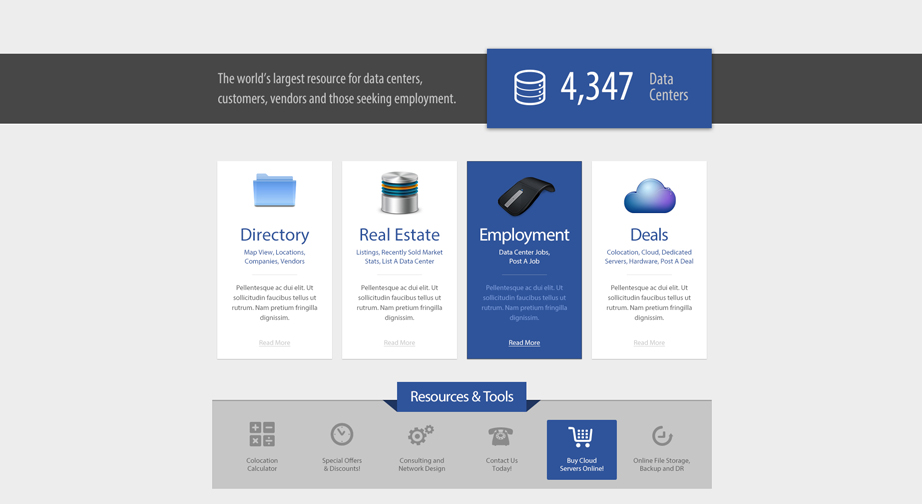 The world's largest resource for data centers,
customers, vendors and those seeking employment.
4,347
Data
Centers
Directory
Map View, Locations,
Companies, Vendors
Pellentesque ac dui elit. Ut
sollicitudin faucibus tellus ut
rutrum. Nam pretium fringilla
dignissim.
Read More
Real Estate
Listings, Recently Sold Market
Stats, List A Data Center
Pellentesque ac dui elit. Ut
sollicitudin faucibus tellus ut
rutrum. Nam pretium fringilla
dignissim.
Read More
Employment
Data Center Jobs,
Post A Job
Pellentesque ac dui elit. Ut
sollicitudin faucibus tellus ut
rutrum. Nam pretium fringilla
dignissim.
Read More
Deals
Colocation, Cloud, Dedicated
Servers, Hardware, Post A Deal
Pellentesque ac dui elit. Ut
sollicitudin faucibus tellus ut
rutrum. Nam pretium fringilla
dignissim.
Read More
Resources & Tools
Colocation
Calculator
Special Offers
& Discounts!
Consulting and
Network Design
Contact Us
Today!
Buy Cloud
Servers Online!
Online File Storage,
Backup and DR